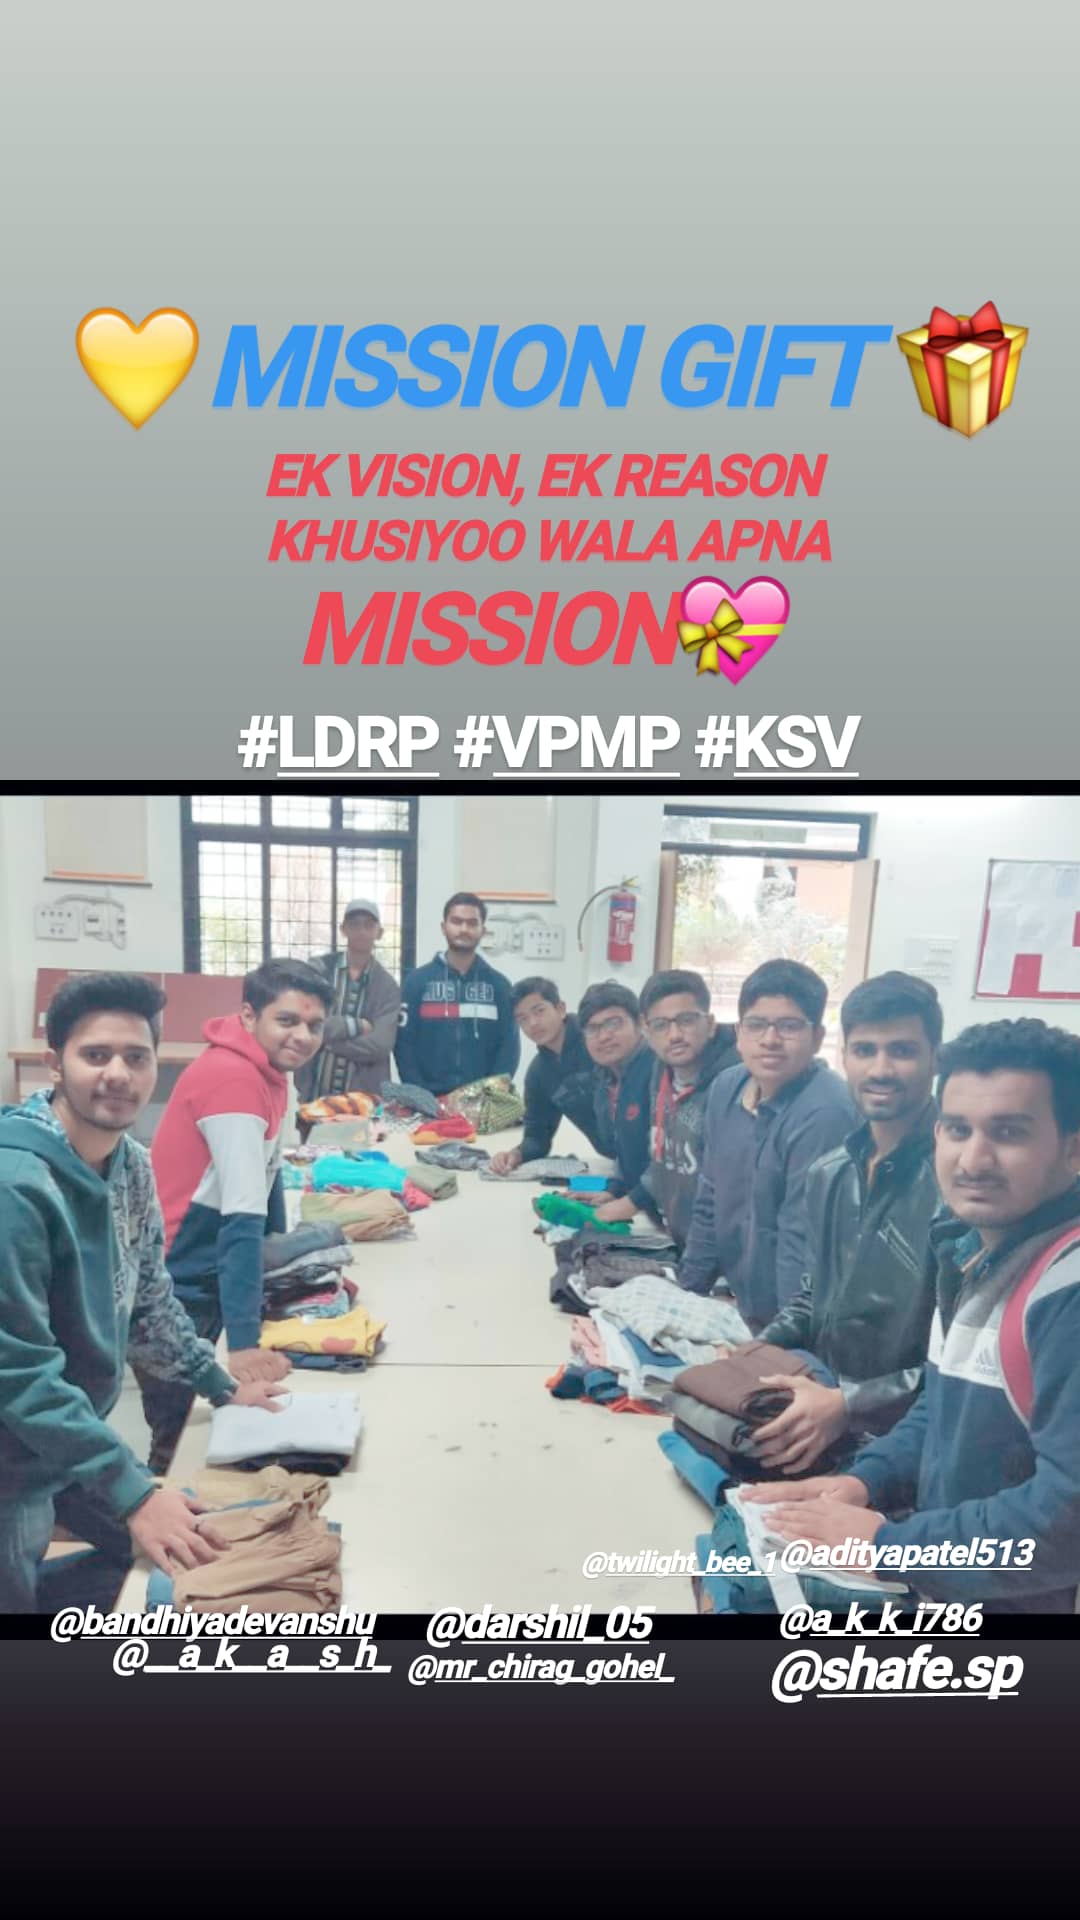 💛 MISSION GIFT 🎁
EK VISION, EK REASON
KHUSIYOO WALA APNA
MISSION💝
#LDRP #VPMP #KSV
@twilight_bee_1 @adityapatel513
@bandhiyadevanshu @darshil_05 @a_k_k_i786
@__a_k__a__s_h_ @mr_chirag_gohel_ @shafe.sp